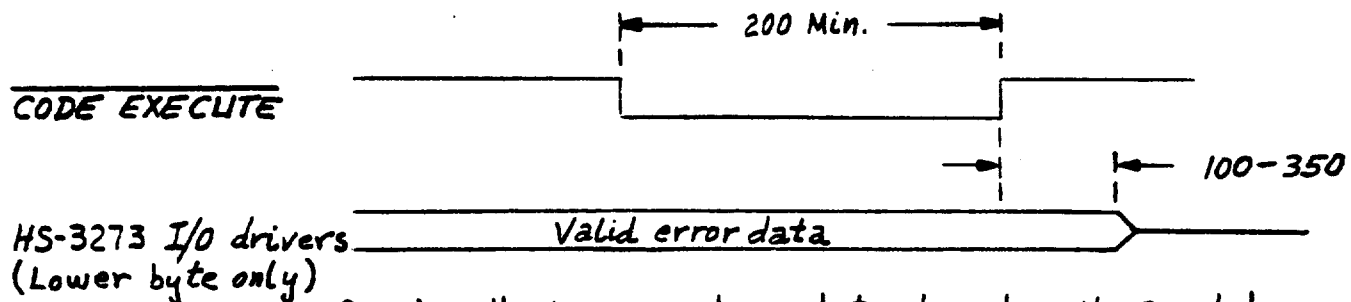 200 Min.
CODE EXECUTE
100-350
HS-3273 I/O drivers
Valid error data
(Lower byte only)